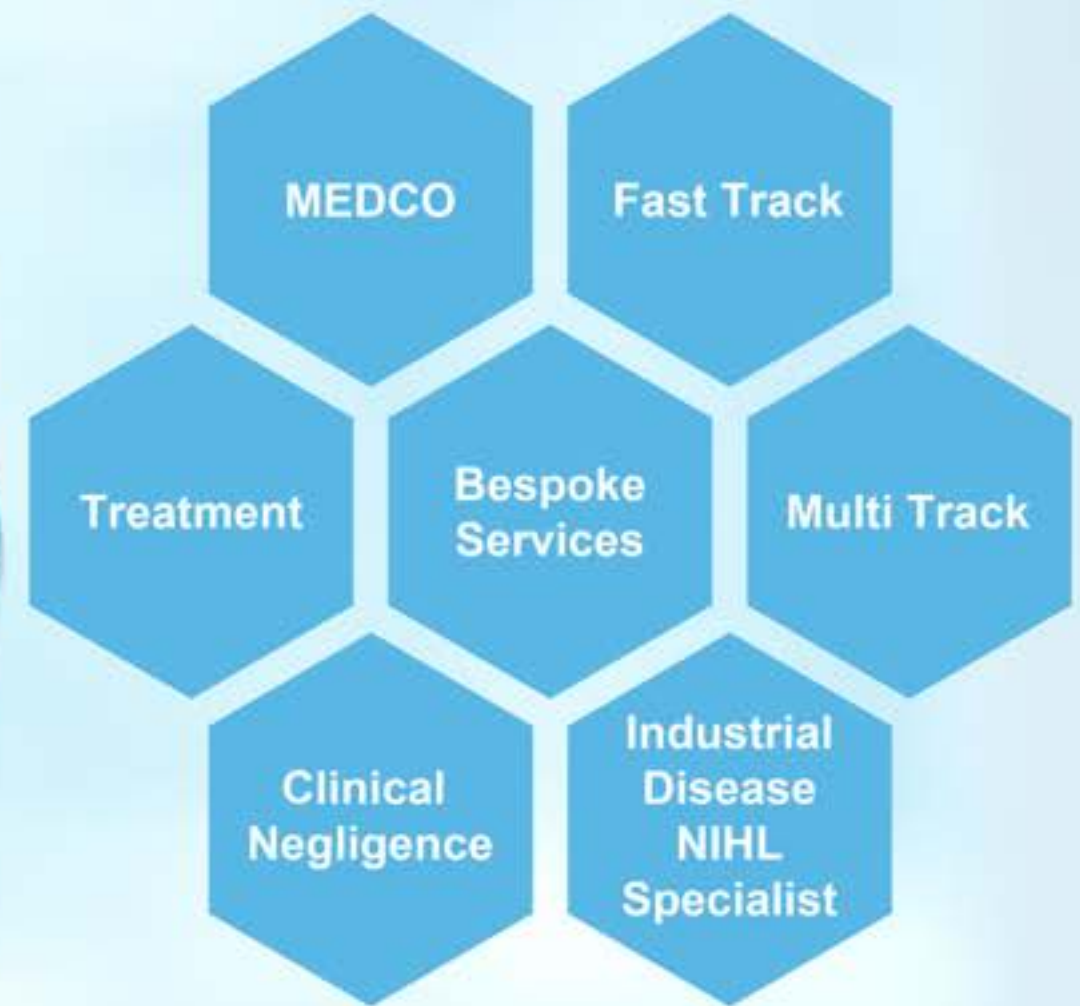 MEDCO
Fast Track
Treatment
Bespoke
Services
Multi Track
Clinical
Negligence
Industrial
Disease
NIHL
Specialist